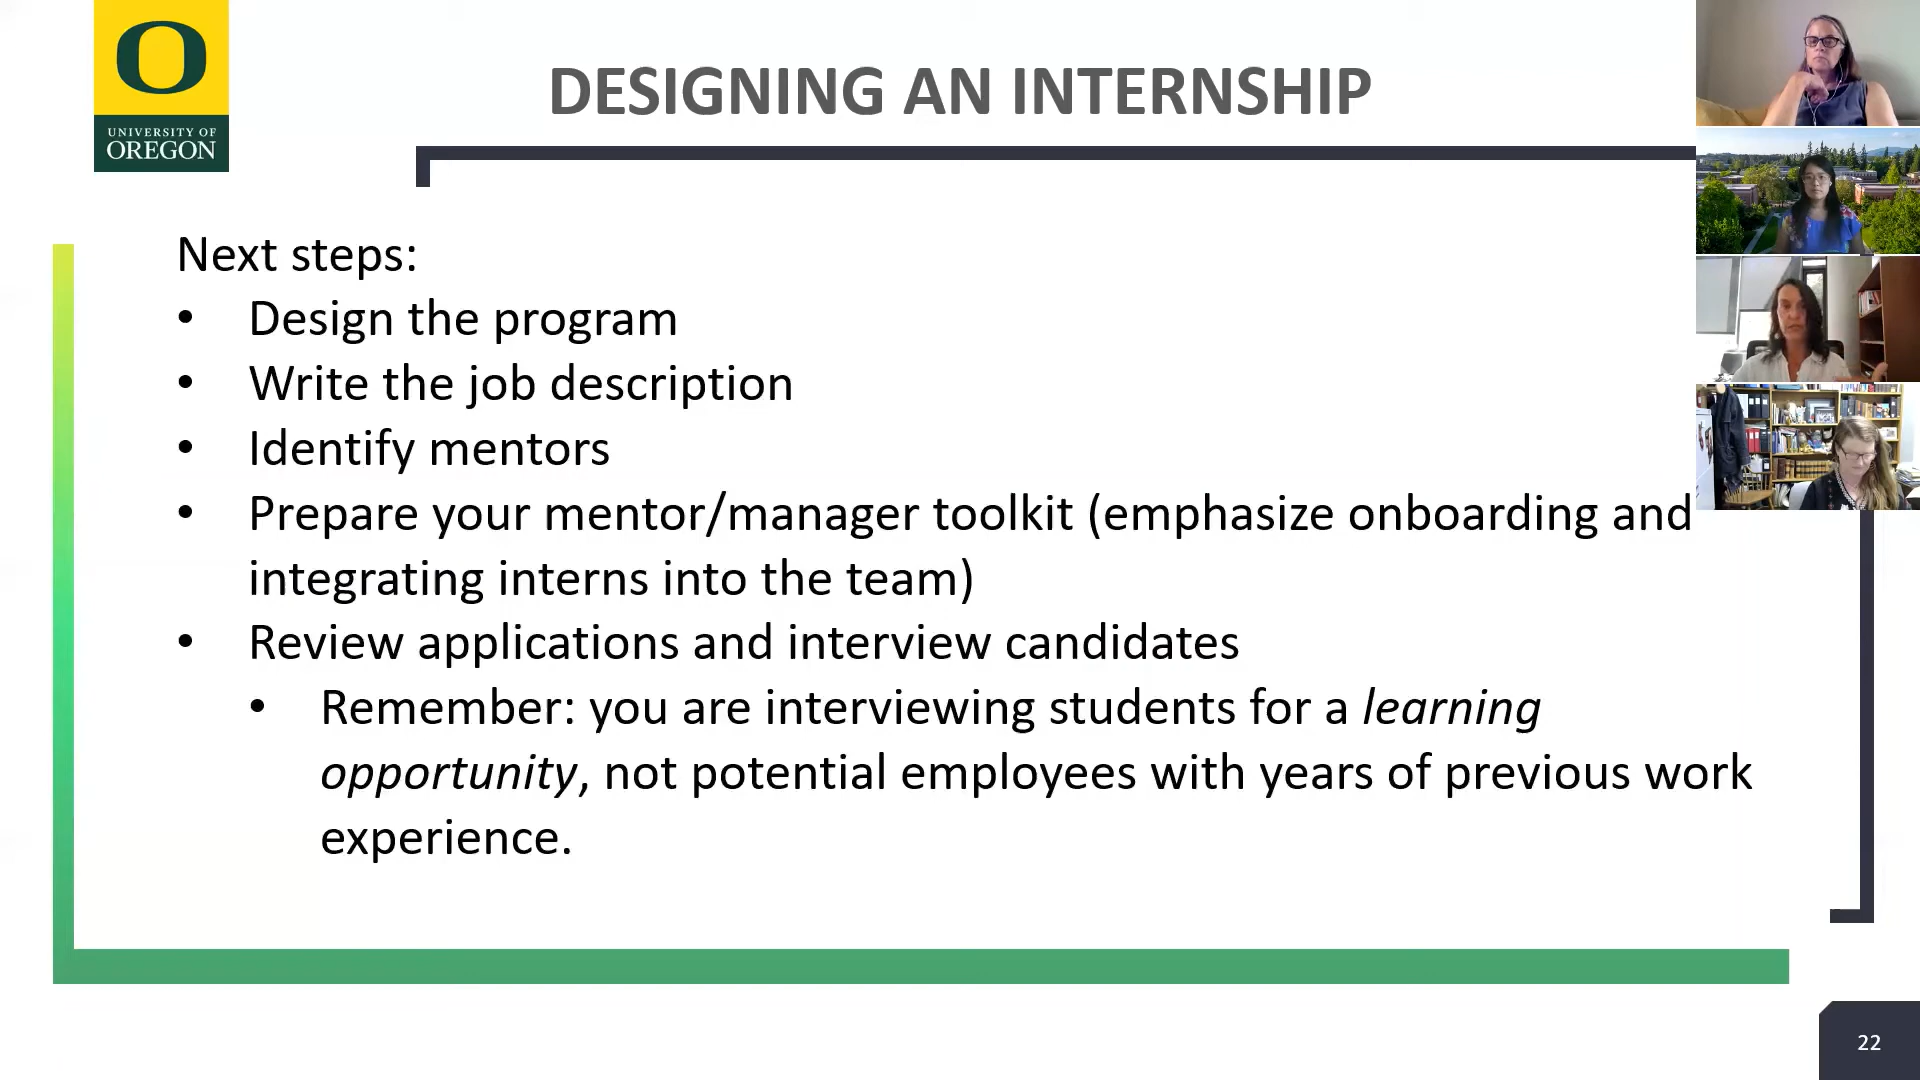 O
UNIVERSITY OF
OREGON
DESIGNING AN INTERNSHIP
Next steps:
• Design the program
• Write the job description
• Identify mentors
• Prepare your mentor/manager toolkit (emphasize onboarding and
integrating interns into the team)
• Review applications and interview candidates
• Remember: you are interviewing students for a learning
opportunity, not potential employees with years of previous work
experience.
22